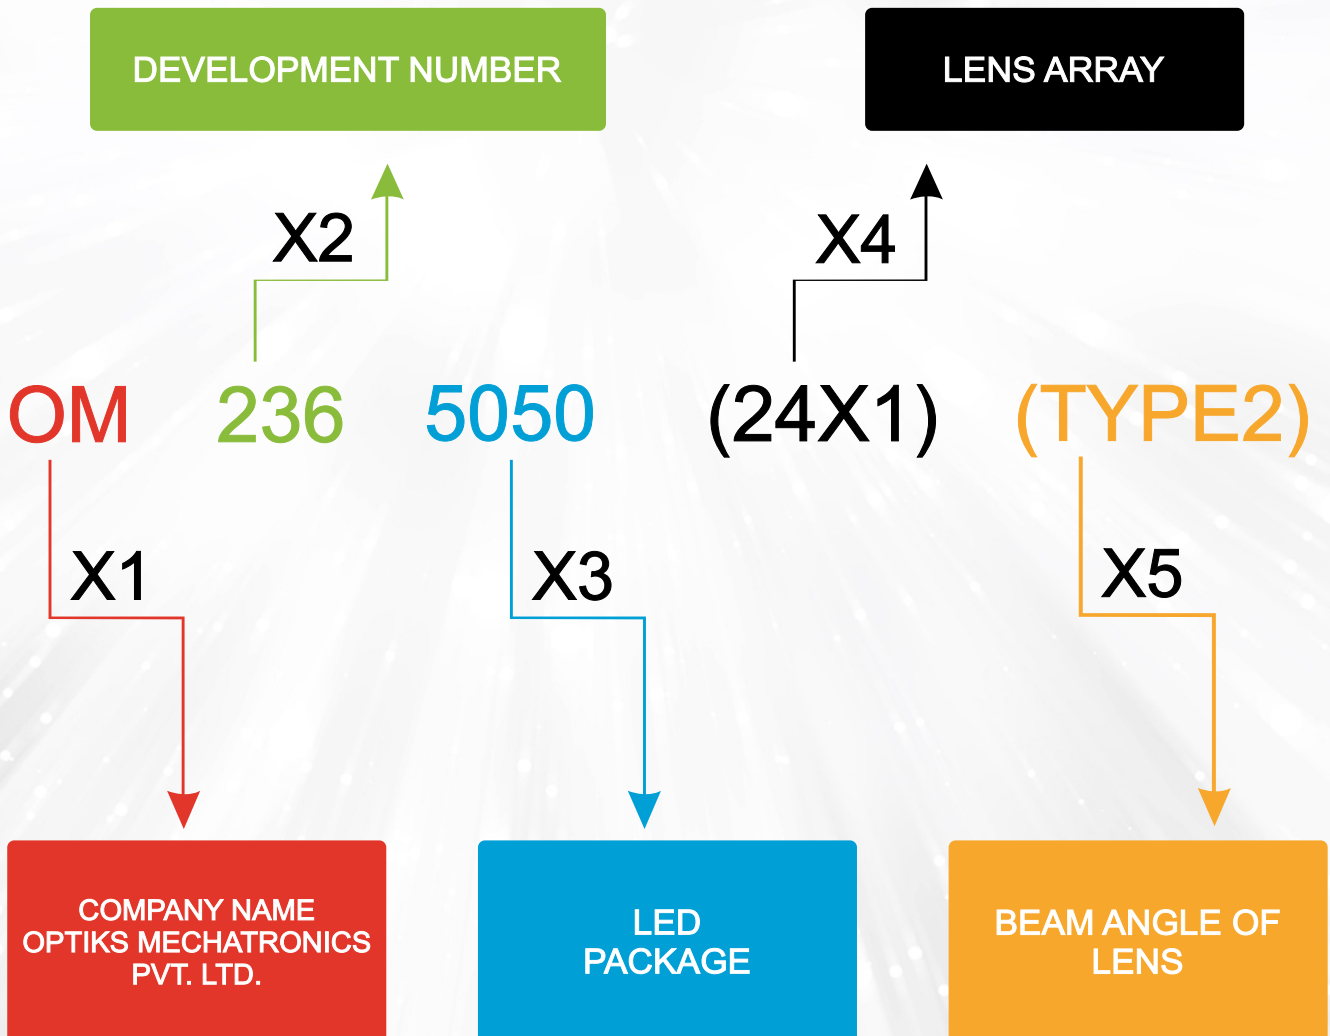 DEVELOPMENT NUMBER
LENS ARRAY
X2
X4
OM 236 5050 (24X1) (TYPE2)
X1
X3
X5
COMPANY NAME
OPTIKS MECHATRONICS
PVT. LTD.
LED
PACKAGE
BEAM ANGLE OF
LENS